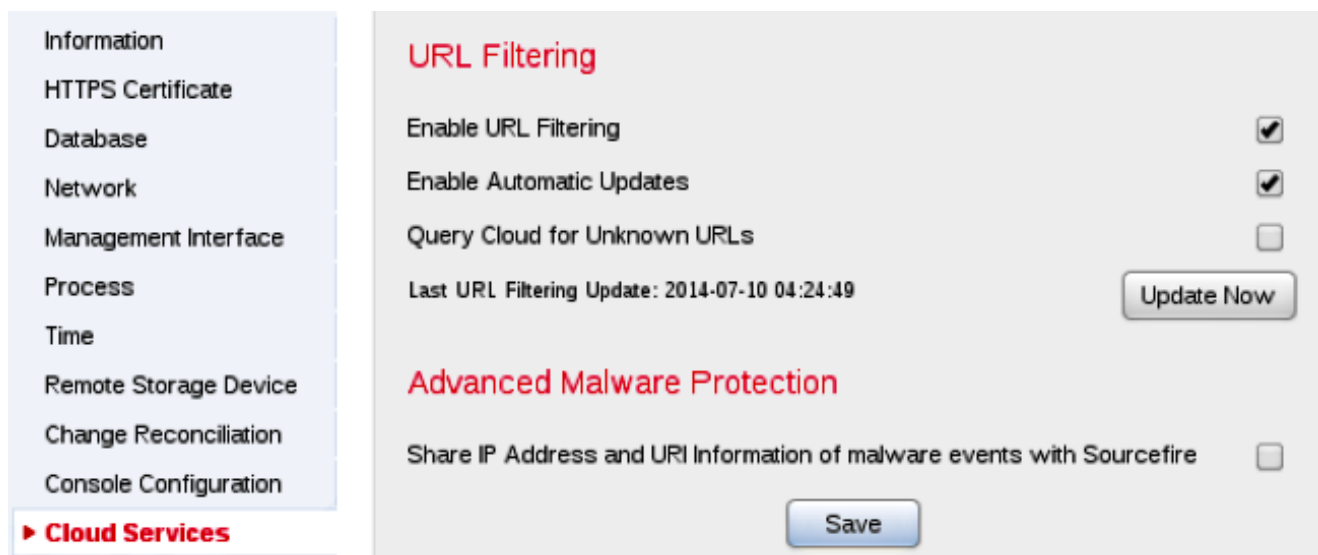 Information
HTTPS Certificate
Database
Network
Management Interface
Process
Time
Remote Storage Device
Change Reconciliation
Console Configuration
Cloud Services
URL Filtering
Enable URL Filtering
Enable Automatic Updates
Query Cloud for Unknown URLs
Last URL Filtering Update: 2014-07-10 04:24:49
Update Now
Advanced Malware Protection
Share IP Address and URI Information of malware events with Sourcefire
Save